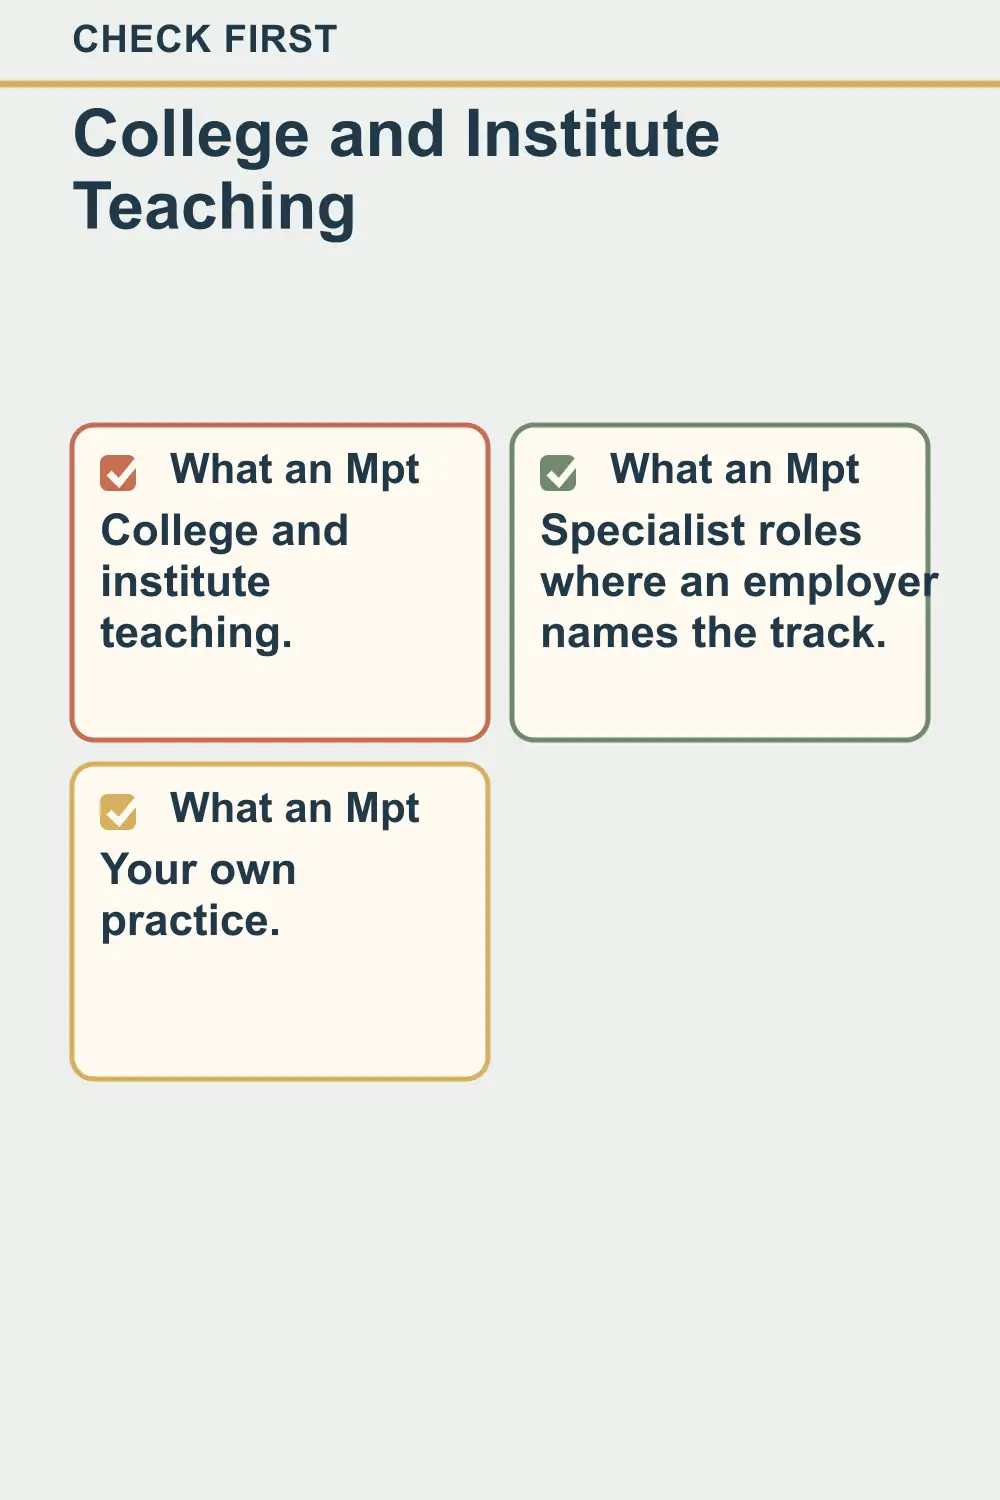 CHECK FIRST
College and Institute
Teaching
What an Mpt
College and
institute
teaching.
What an Mpt
Specialist roles
where an employer
names the track.
What an Mpt
Your own
practice.